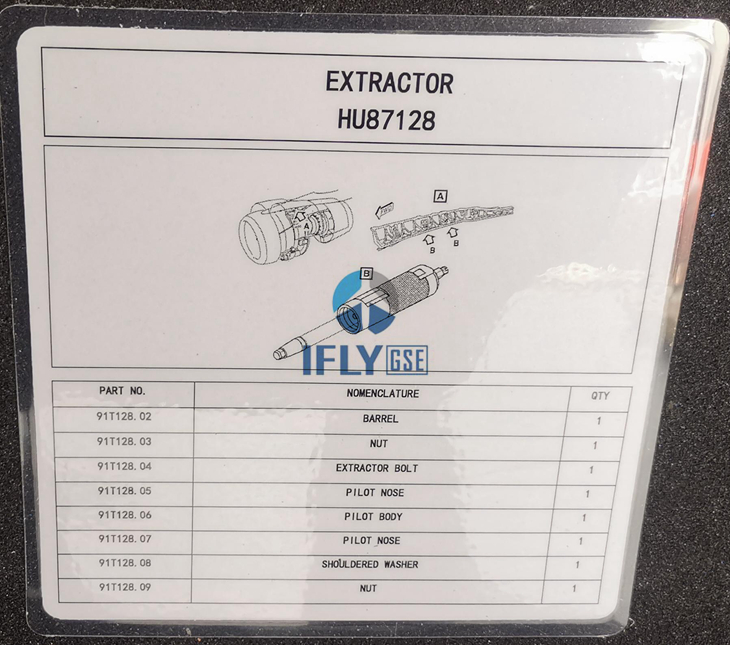 EXTRACTOR
HU87128
A
A
B
B
B
IFLY GSE
PART NO. NOMENCLATURE QTY
91T128.02 BARREL 1
91T128.03 NUT 1
91T128.04 EXTRACTOR BOLT 1
91T128.05 PILOT NOSE 1
91T128.06 PILOT BODY 1
91T128.07 PILOT NOSE 1
91T128.08 SHOULDERED WASHER 1
91T128.09 NUT 1